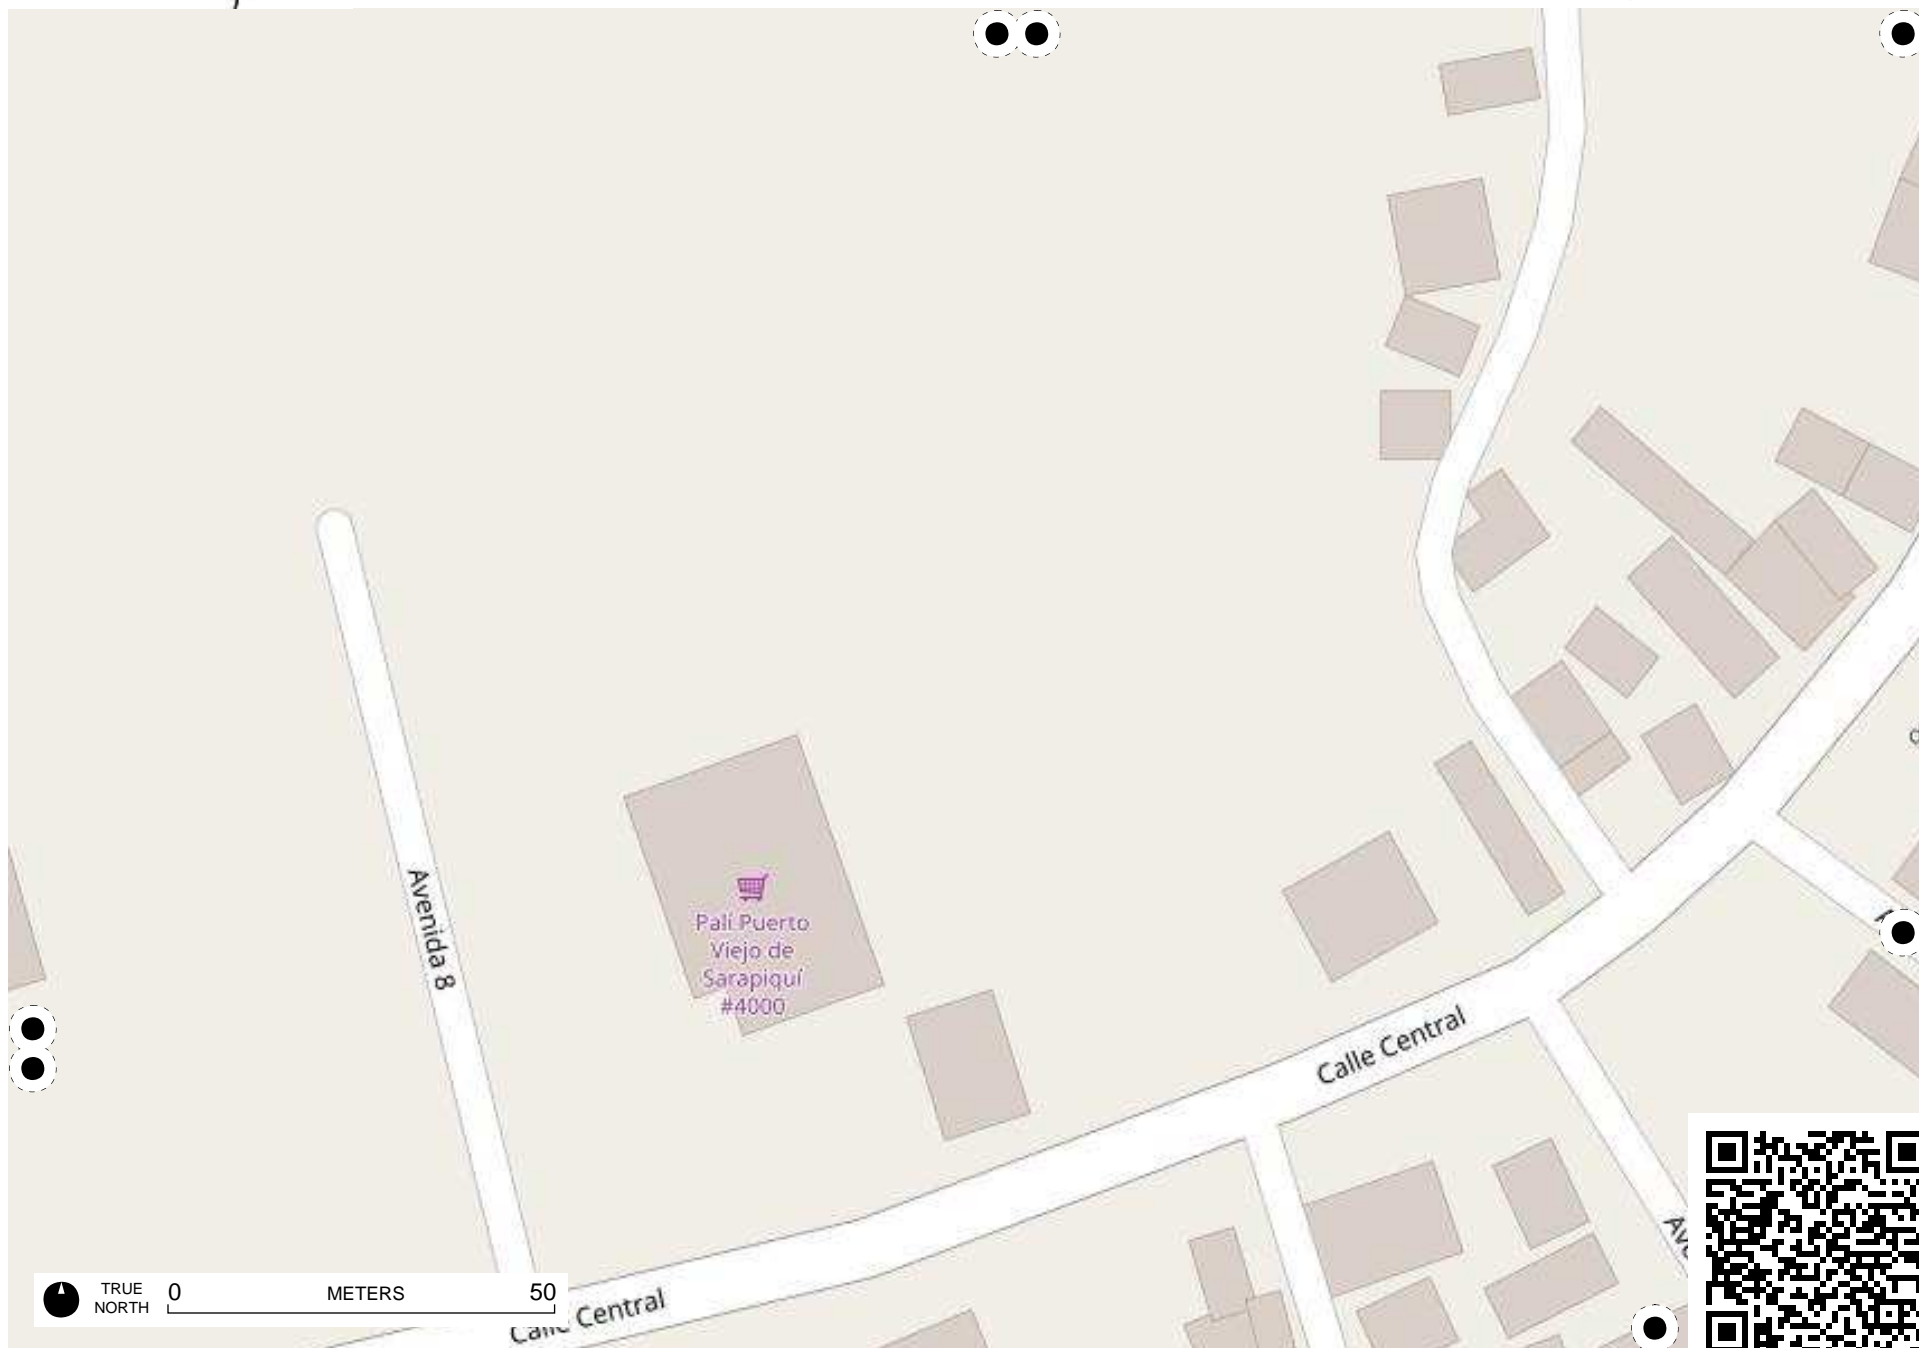 Avenida 8
Palí Puerto
Viejo de
Sarapiquí
#4000
Calle Central
TRUE
NORTH
0 METERS 50
Calle Central